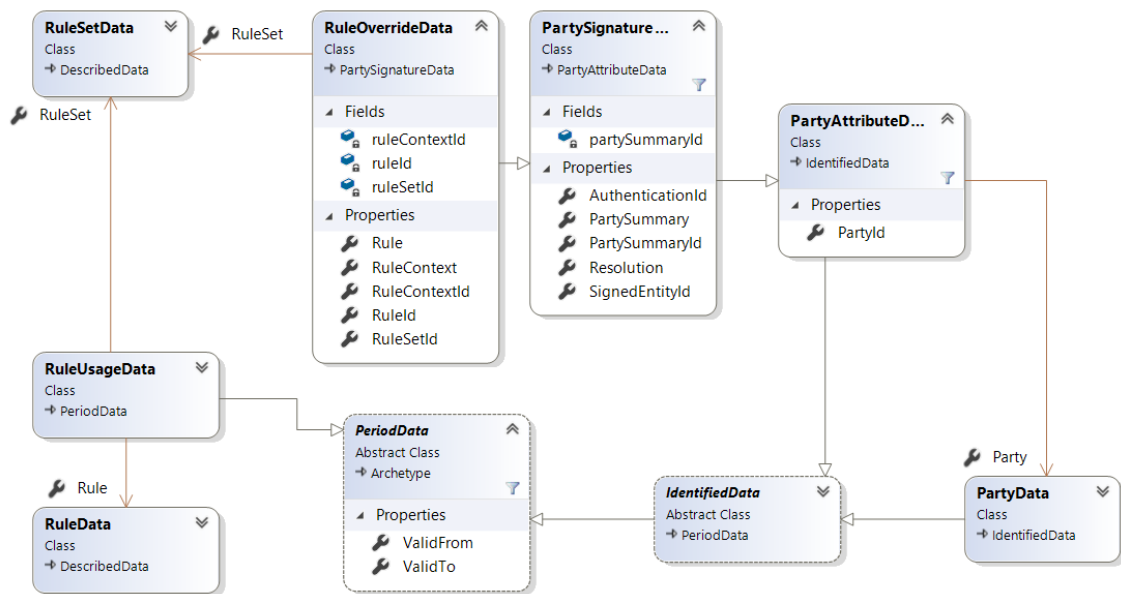 RuleSetData
Class
DescribedData
RuleSet
RuleSet
RuleOverrideData
Class
PartySignatureData
Fields
ruleContextId
ruleId
ruleSetId
Properties
Rule
RuleContext
RuleContextId
RuleId
RuleSetId
PartySignature...
Class
PartyAttributeData
Fields
partySummaryId
Properties
AuthenticationId
PartySummary
PartySummaryId
Resolution
SignedEntityId
PartyAttributeD...
Class
IdentifiedData
Properties
PartyId
RuleUsageData
Class
PeriodData
Rule
RuleData
Class
DescribedData
PeriodData
Abstract Class
Archetype
Properties
ValidFrom
ValidTo
IdentifiedData
Abstract Class
PeriodData
Party
PartyData
Class
IdentifiedData